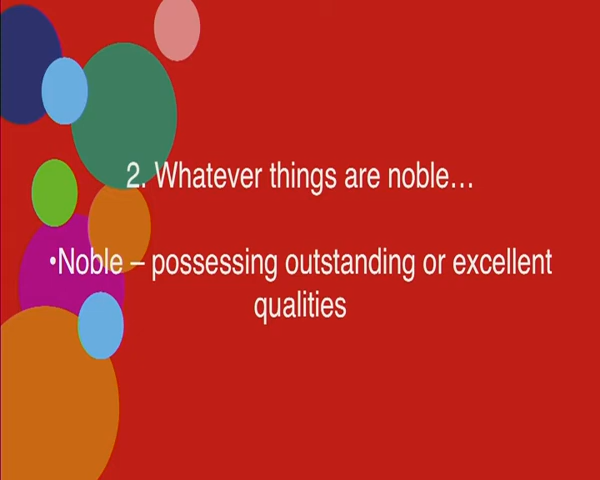 2. Whatever things are noble…
•Noble – possessing outstanding or excellent
qualities